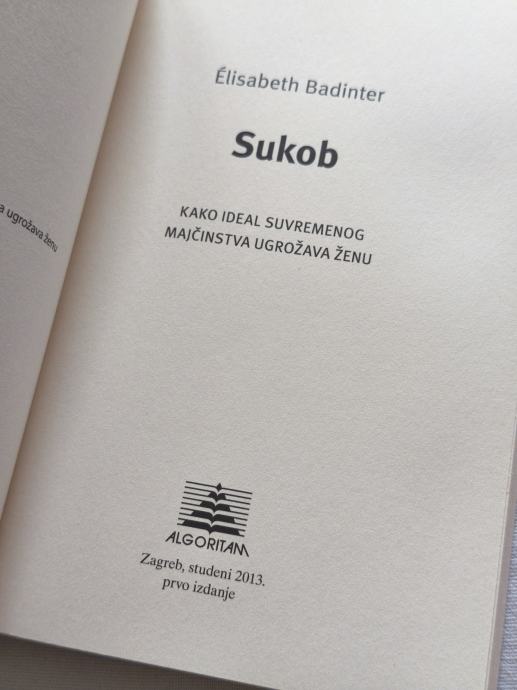 a ugrožava ženu
Élisabeth Badinter
Sukob
KAKO IDEAL SUVREMENOG
MAJČINSTVA UGROŽAVA ŽENU
ALGORITAM
Zagreb, studeni 2013.
prvo izdanje